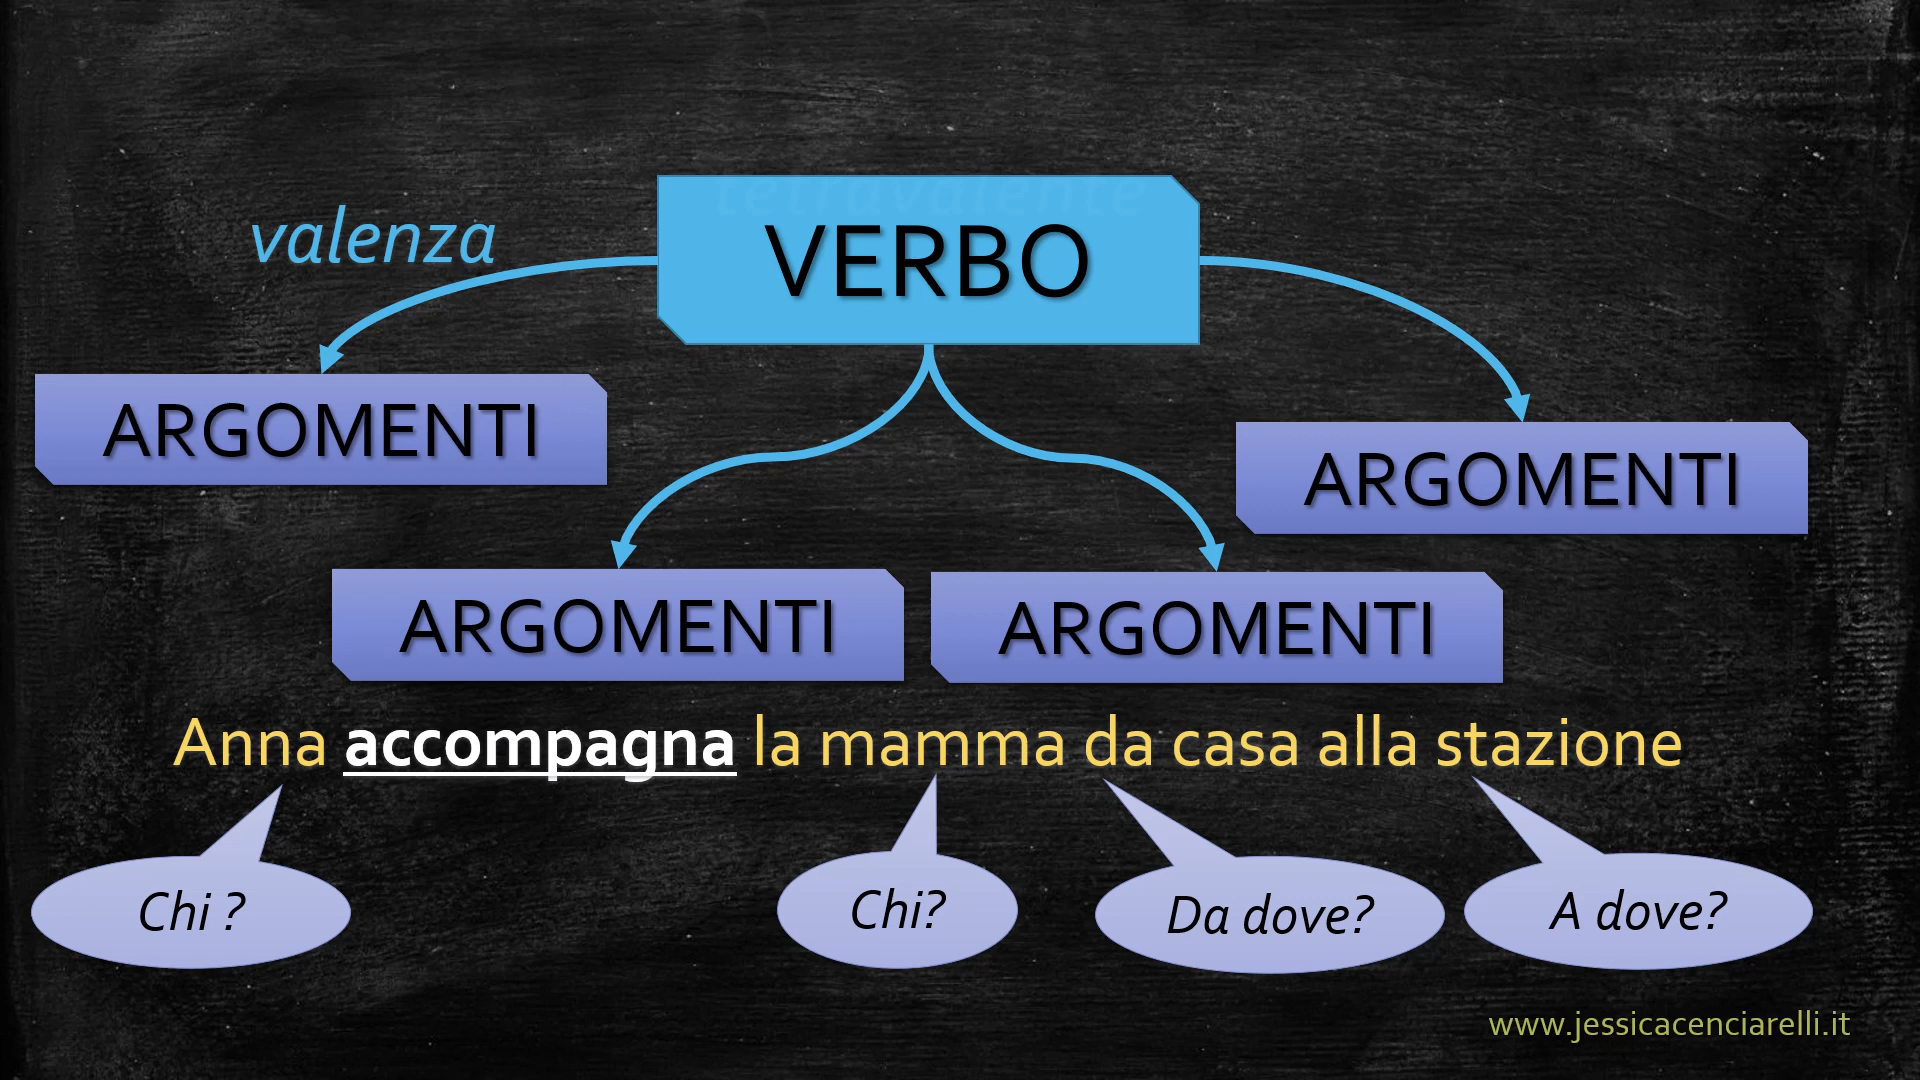 tetravalente
valenza
VERBO
ARGOMENTI
ARGOMENTI
ARGOMENTI
ARGOMENTI
Anna accompagna la mamma da casa alla stazione
Chi ?
Chi?
Da dove?
A dove?
www.jessicacenciarelli.it